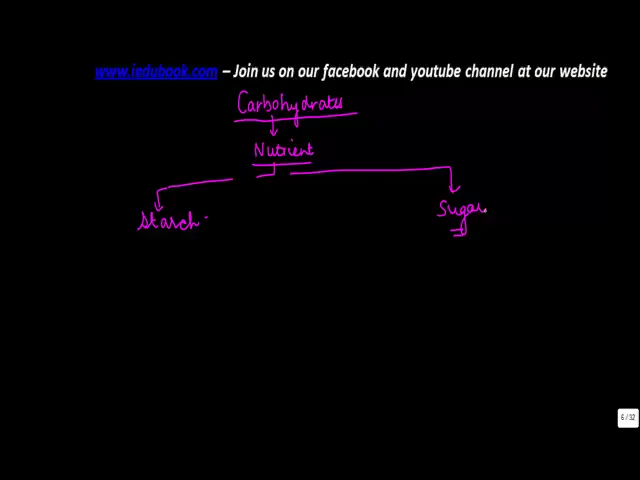 www.iedubook.com – Join us on our facebook and youtube channel at our website
Carbohydrates
Nutrient
Starch
Sugar
6 / 32